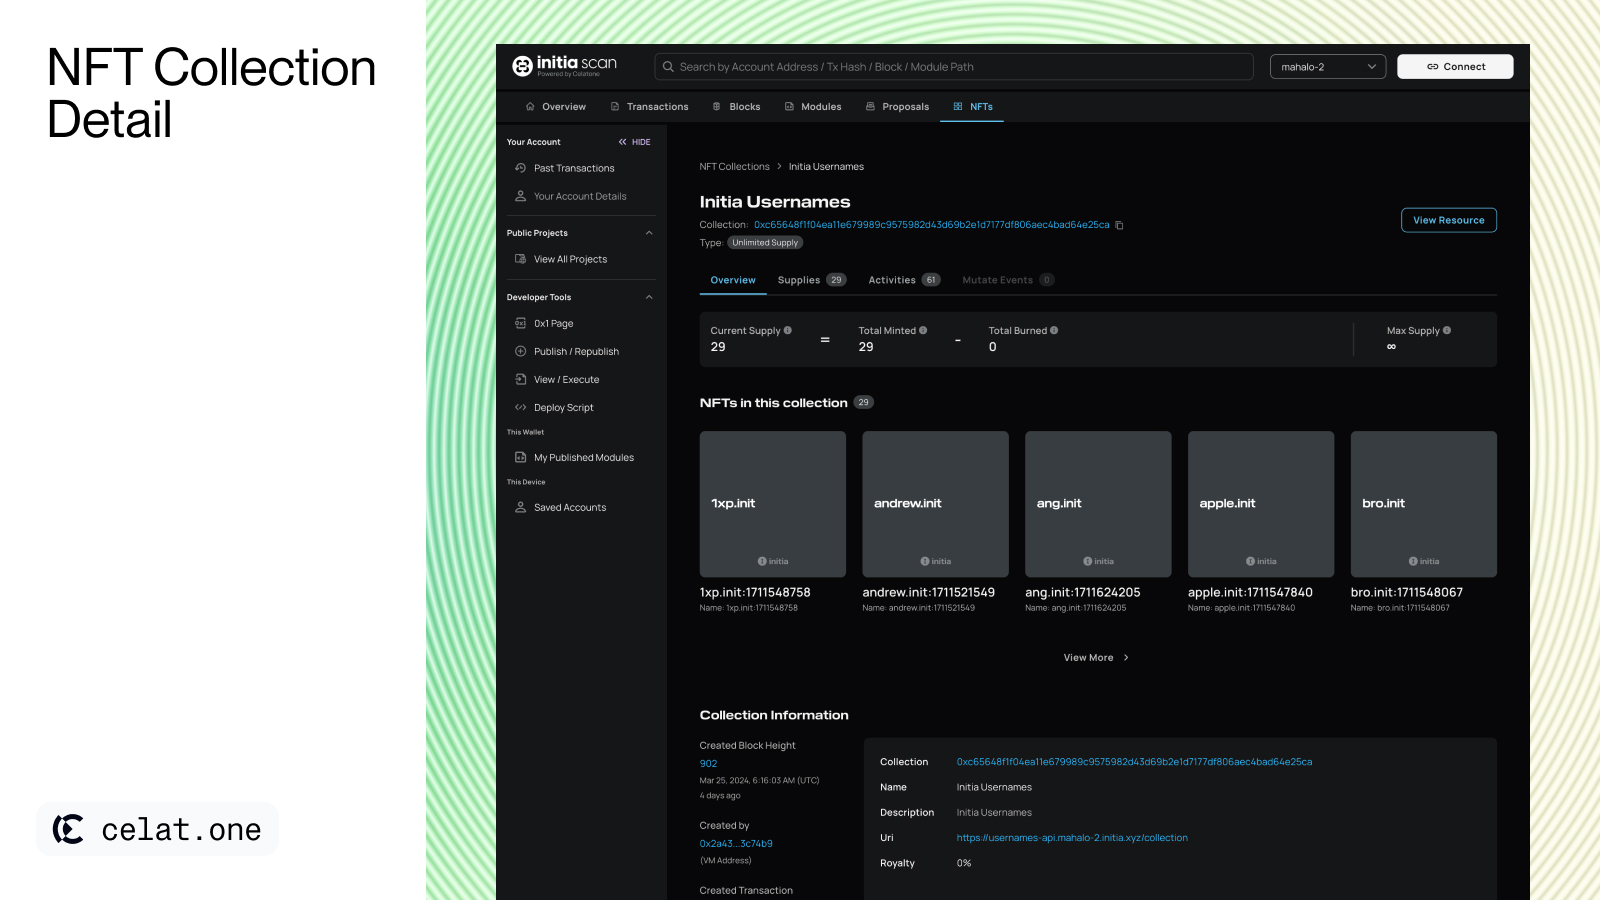 NFT Collection
Detail
celat.one
initia scan
Powered by Celatone
Search by Account Address / Tx Hash / Block / Module Path
mahalo-2
Connect
Overview
Transactions
Blocks
Modules
Proposals
NFTs
Your Account
HIDE
Past Transactions
Your Account Details
Public Projects
View All Projects
Developer Tools
0x1 Page
Publish / Republish
View / Execute
Deploy Script
This Wallet
My Published Modules
This Device
Saved Accounts
NFT Collections > Initia Usernames
Initia Usernames
Collection: 0xc65648f1f04ea11e679989c9575982d43d69b2e1d7177df806aec4bad64e25ca
Type: Unlimited Supply
View Resource
Overview
Supplies 29
Activities 61
Mutate Events 0
Current Supply
29
=
Total Minted
29
-
Total Burned
0
Max Supply
∞
NFTs in this collection 29
1xp.init
initia
1xp.init:1711548758
Name: 1xp.init:1711548758
andrew.init
initia
andrew.init:1711521549
Name: andrew.init:1711521549
ang.init
initia
ang.init:1711624205
Name: ang.init:1711624205
apple.init
initia
apple.init:1711547840
Name: apple.init:1711547840
bro.init
initia
bro.init:1711548067
Name: bro.init:1711548067
View More >
Collection Information
Created Block Height
902
Mar 25, 2024, 6:16:03 AM (UTC)
4 days ago
Created by
0x2a43...3c74b9
(VM Address)
Created Transaction
Collection 0xc65648f1f04ea11e679989c9575982d43d69b2e1d7177df806aec4bad64e25ca
Name Initia Usernames
Description Initia Usernames
Uri https://usernames-api.mahalo-2.initia.xyz/collection
Royalty 0%